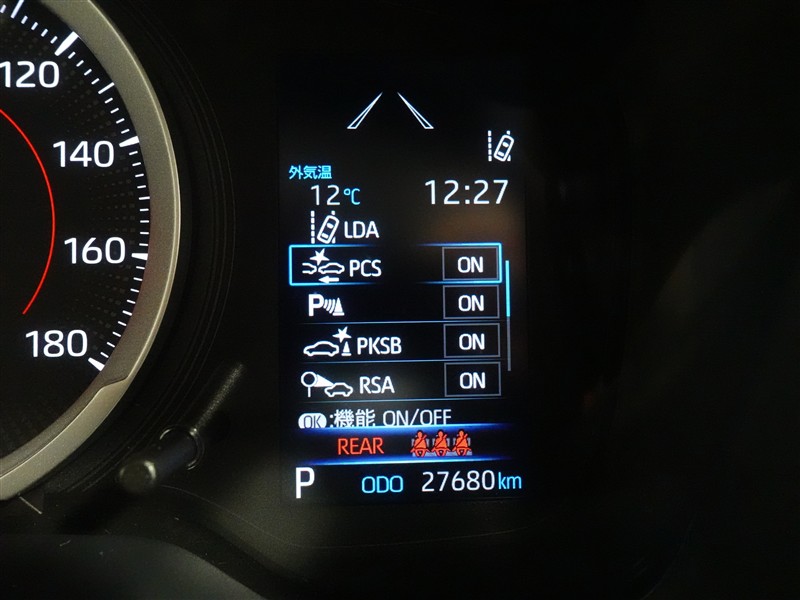 120
140
160
180
外気温
12℃ 12:27
LDA
PCS ON
P ON
PKSB ON
RSA ON
OK:機能 ON/OFF
REAR
P ODO 27680km